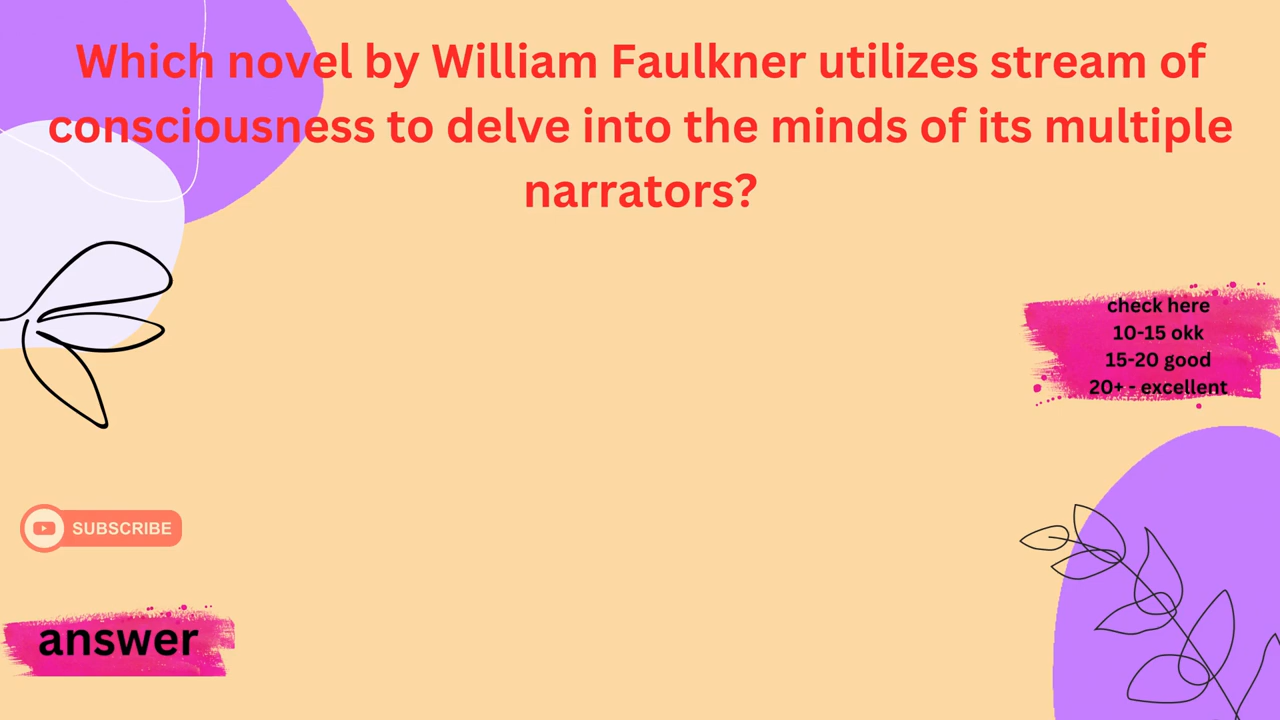 Which novel by William Faulkner utilizes stream of
consciousness to delve into the minds of its multiple
narrators?
check here
10-15 okk
15-20 good
20+ - excellent
SUBSCRIBE
answer